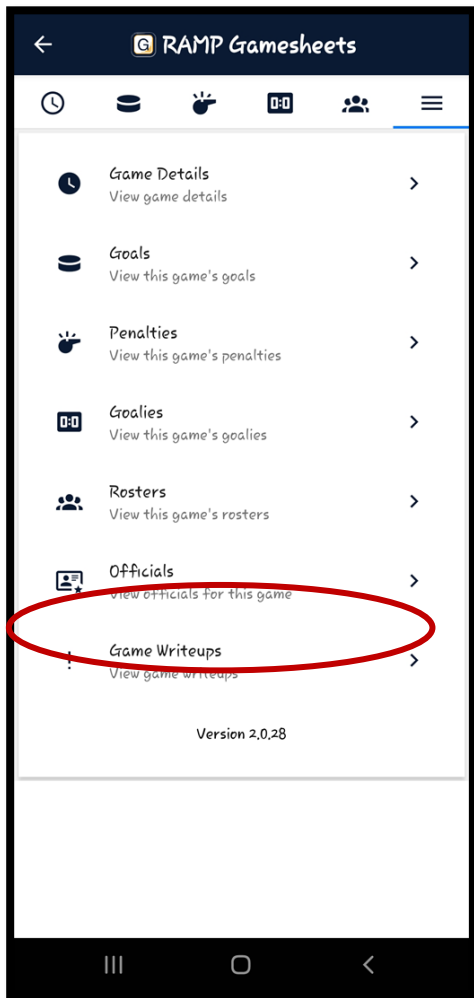 G RAMP Gamesheets
0:0
Game Details
View game details
Goals
View this game's goals
Penalties
View this game's penalties
0:0
Goalies
View this game's goalies
Rosters
View this game's rosters
Officials
View officials for this game
Game Writeups
View game writeups
Version 2.0.28